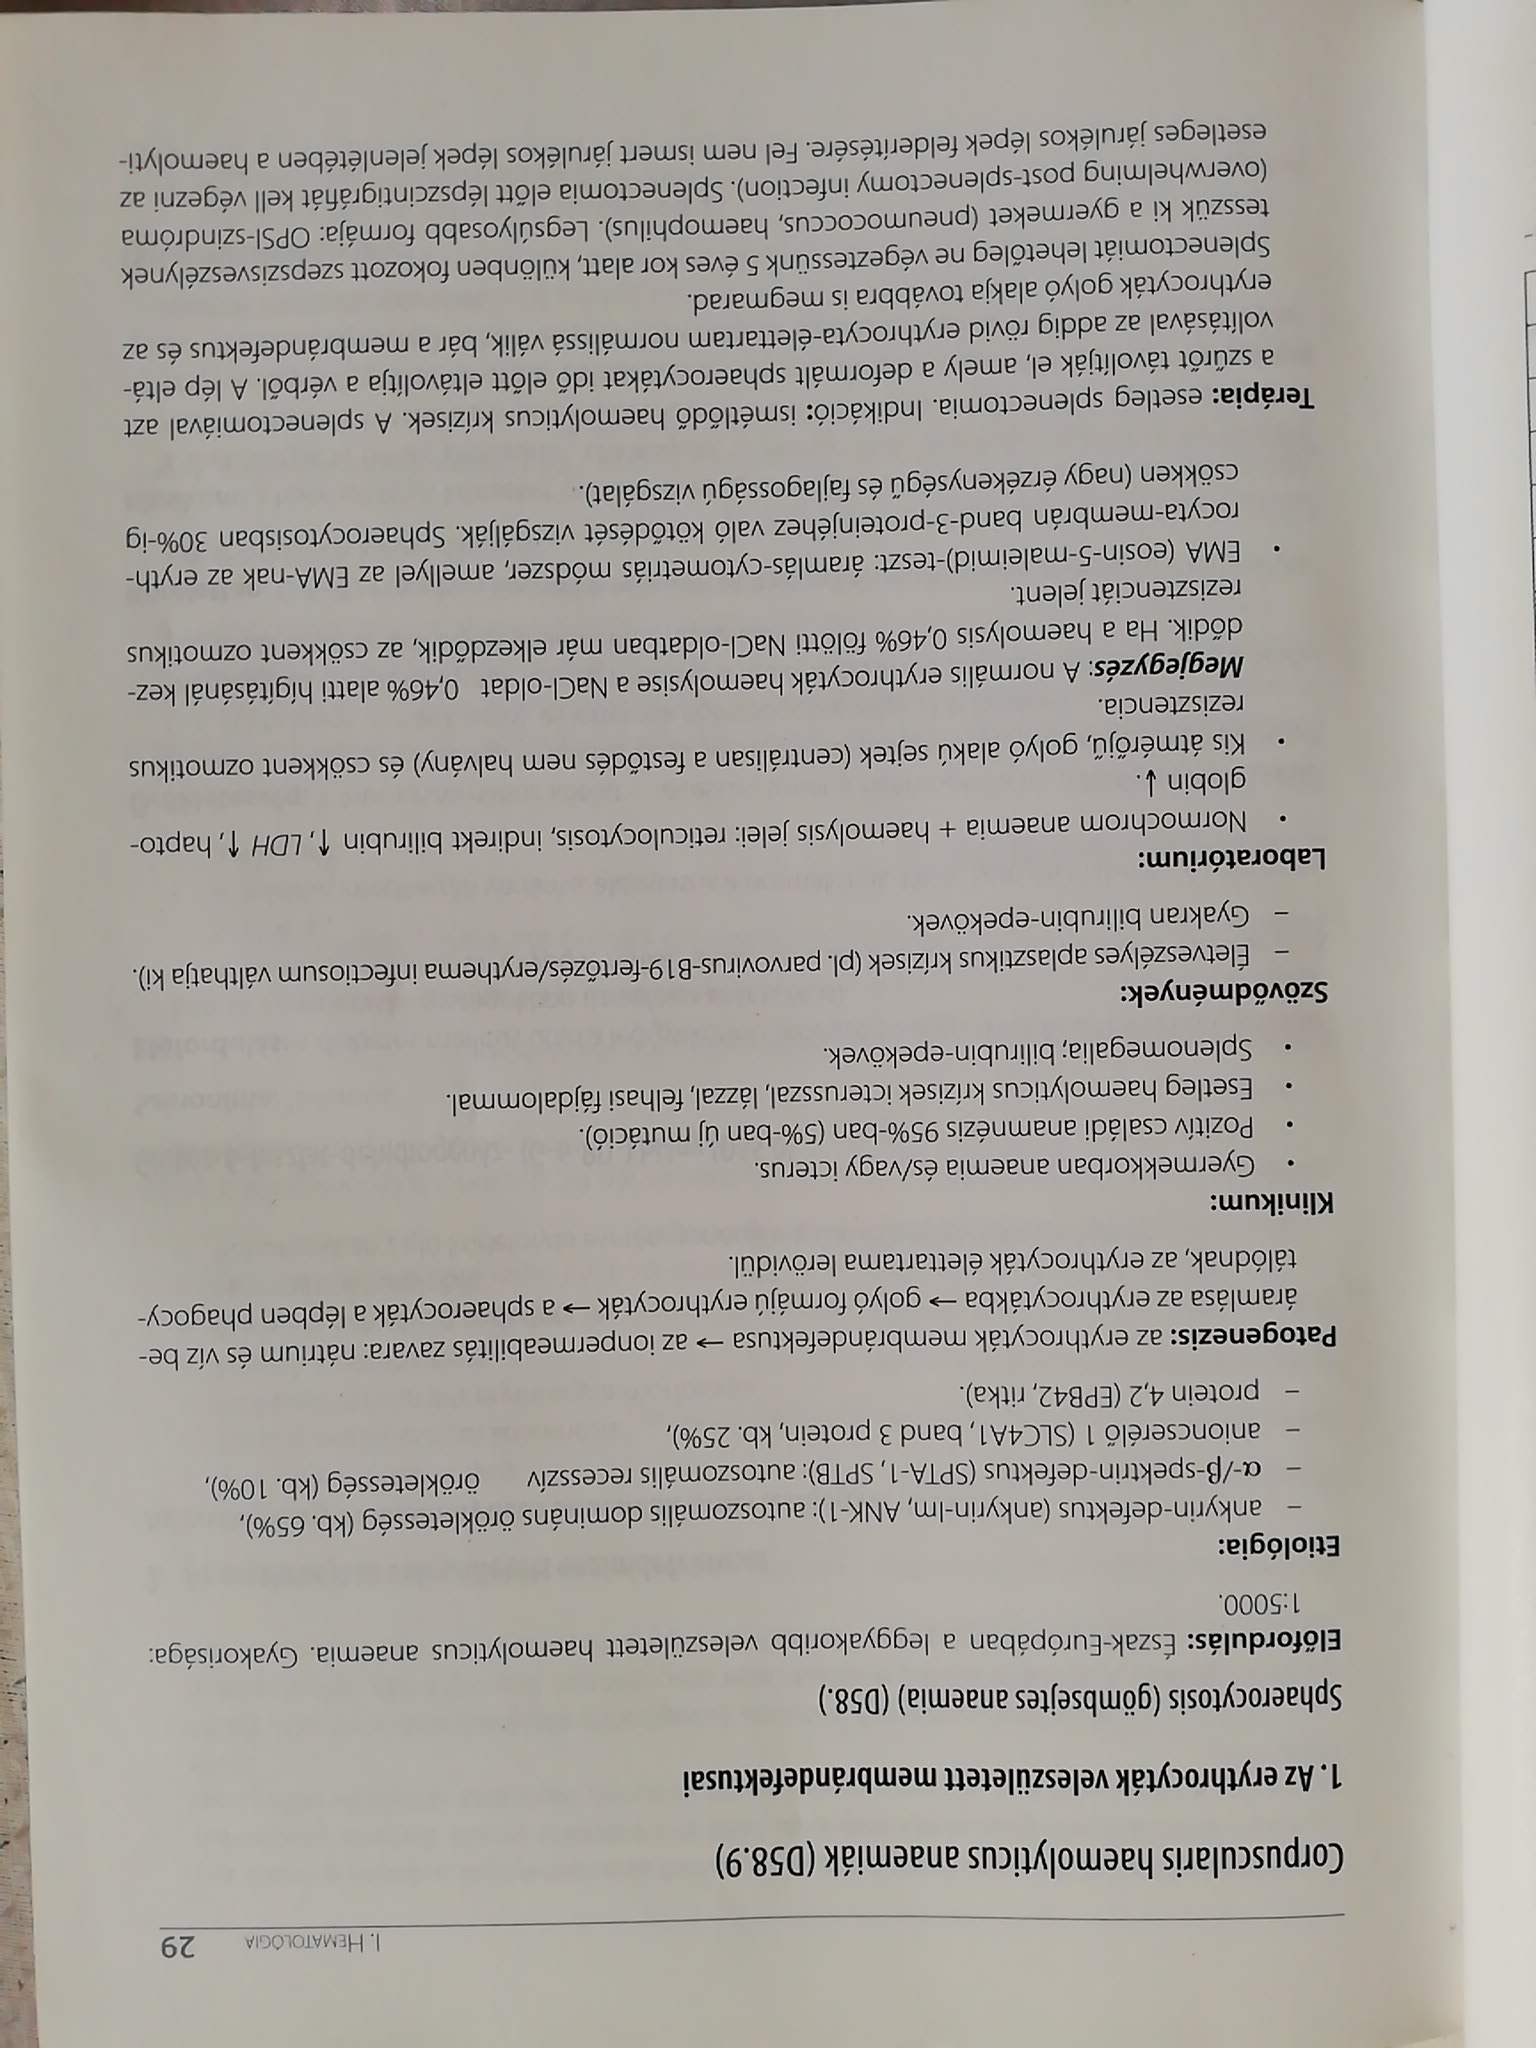 I. HEMATOLÓGIA 29
Corpuscularis haemolyticus anaemiák (D58.9)
1. Az erythrocyták veleszületett membrándefektusai
Sphaerocytosis (gömbsejtes anaemia) (D58.)
Előfordulás: Észak-Európában a leggyakoribb veleszületett haemolyticus anaemia. Gyakorisága:
1:5000.
Etiológia:
– ankyrin-defektus (ankyrin-lm, ANK-1): autoszomális domináns örökletesség (kb. 65%),
– α-/β-spektrin-defektus (SPTA-1, SPTB): autoszomális recesszív örökletesség (kb. 10%),
– anioncserélő 1 (SLC4A1, band 3 protein, kb. 25%),
– protein 4,2 (EPB42, ritka).
Patogenezis: az erythrocyták membrándefektusa → az ionpermeabilitás zavara: nátrium és víz be-
áramlása az erythrocytákba → golyó formájú erythrocyták → a sphaerocyták a lépben phagocy-
tálódnak, az erythrocyták élettartama lerövidül.
Klinikum:
• Gyermekkorban anaemia és/vagy icterus.
• Pozitív családi anamnézis 95%-ban (5%-ban új mutáció).
• Esetleg haemolyticus krízisek icterusszal, lázzal, felhasi fájdalommal.
• Splenomegalia; bilirubin-epekövek.
Szövődmények:
– Életveszélyes aplasztikus krízisek (pl. parvovirus-B19-fertőzés/erythema infectiosum válthatja ki).
– Gyakran bilirubin-epekövek.
Laboratórium:
• Normochrom anaemia + haemolysis jelei: reticulocytosis, indirekt bilirubin ↑, LDH ↑, hapto-
globin ↓.
• Kis átmérőjű, golyó alakú sejtek (centrálisan a festődés nem halvány) és csökkent ozmotikus
rezisztencia.
Megjegyzés: A normális erythrocyták haemolysise a NaCl-oldat 0,46% alatti hígításánál kez-
dődik. Ha a haemolysis 0,46% fölötti NaCl-oldatban már elkezdődik, az csökkent ozmotikus
rezisztenciát jelent.
• EMA (eosin-5-maleimid)-teszt: áramlás-cytometriás módszer, amellyel az EMA-nak az eryth-
rocyta-membrán band-3-proteinjéhez való kötődését vizsgálják. Sphaerocytosisban 30%-ig
csökken (nagy érzékenységű és fajlagosságú vizsgálat).
Terápia: esetleg splenectomia. Indikáció: ismétlődő haemolyticus krízisek. A splenectomiával azt
a szűrőt távolítják el, amely a deformált sphaerocytákat idő előtt eltávolítja a vérből. A lép eltá-
volításával az addig rövid erythrocyta-élettartam normálissá válik, bár a membrándefektus és az
erythrocyták golyó alakja továbbra is megmarad.
Splenectomiát lehetőleg ne végeztessünk 5 éves kor alatt, különben fokozott szepszisveszélynek
tesszük ki a gyermeket (pneumococcus, haemophilus). Legsúlyosabb formája: OPSI-szindróma
(overwhelming post-splenectomy infection). Splenectomia előtt lépszcintigráfiát kell végezni az
esetleges járulékos lépek felderítésére. Fel nem ismert járulékos lépek jelenlétében a haemolyti-